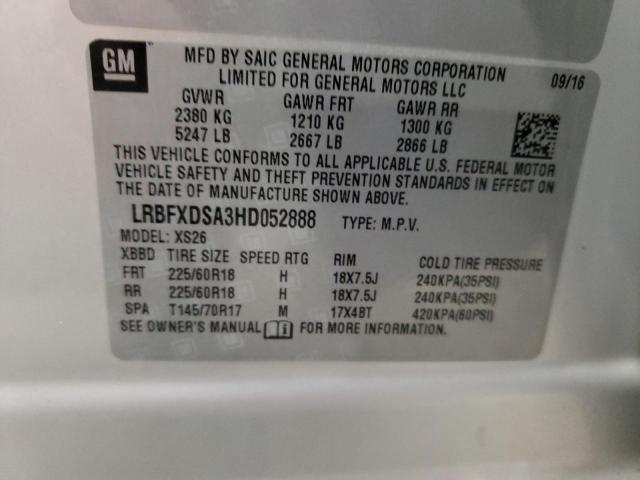 GM
MFD BY SAIC GENERAL MOTORS CORPORATION
LIMITED FOR GENERAL MOTORS LLC
09/16
GVWR GAWR FRT GAWR RR
2380 KG 1210 KG 1300 KG
5247 LB 2667 LB 2866 LB
THIS VEHICLE CONFORMS TO ALL APPLICABLE U.S. FEDERAL MOTOR
VEHICLE SAFETY AND THEFT PREVENTION STANDARDS IN EFFECT ON
THE DATE OF MANUFACTURE SHOWN ABOVE.
LRBFXDSA3HD052888 TYPE: M.P.V.
MODEL: XS26
XBBD TIRE SIZE SPEED RTG RIM COLD TIRE PRESSURE
FRT 225/60R18 H 18X7.5J 240KPA(35PSI)
RR 225/60R18 H 18X7.5J 240KPA(35PSI)
SPA T145/70R17 M 17X4BT 420KPA(60PSI)
SEE OWNER'S MANUAL FOR MORE INFORMATION.